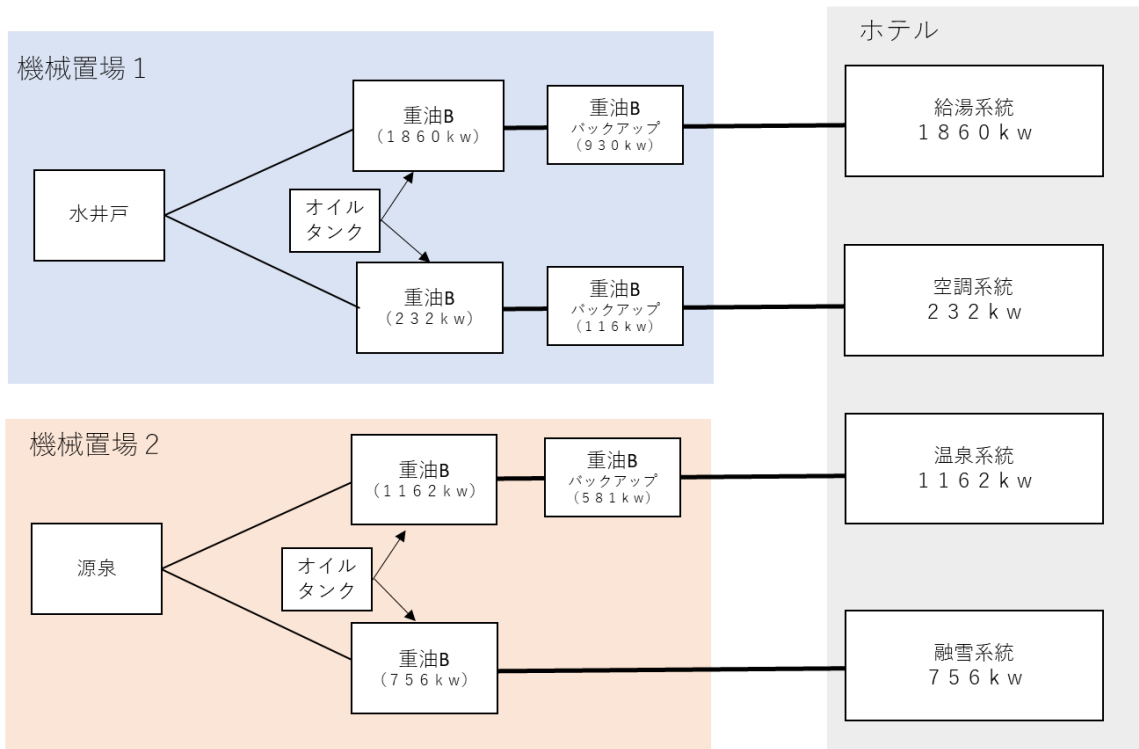 ホテル
機械置場１
重油B
（１８６０ｋｗ）
重油B
バックアップ
（９３０ｋｗ）
給湯系統
１８６０ｋｗ
水井戸
オイル
タンク
重油B
（２３２ｋｗ）
重油B
バックアップ
（１１６ｋｗ）
空調系統
２３２ｋｗ
機械置場２
重油B
（１１６２ｋｗ）
重油B
バックアップ
（５８１ｋｗ）
温泉系統
１１６２ｋｗ
源泉
オイル
タンク
重油B
（７５６ｋｗ）
融雪系統
７５６ｋｗ